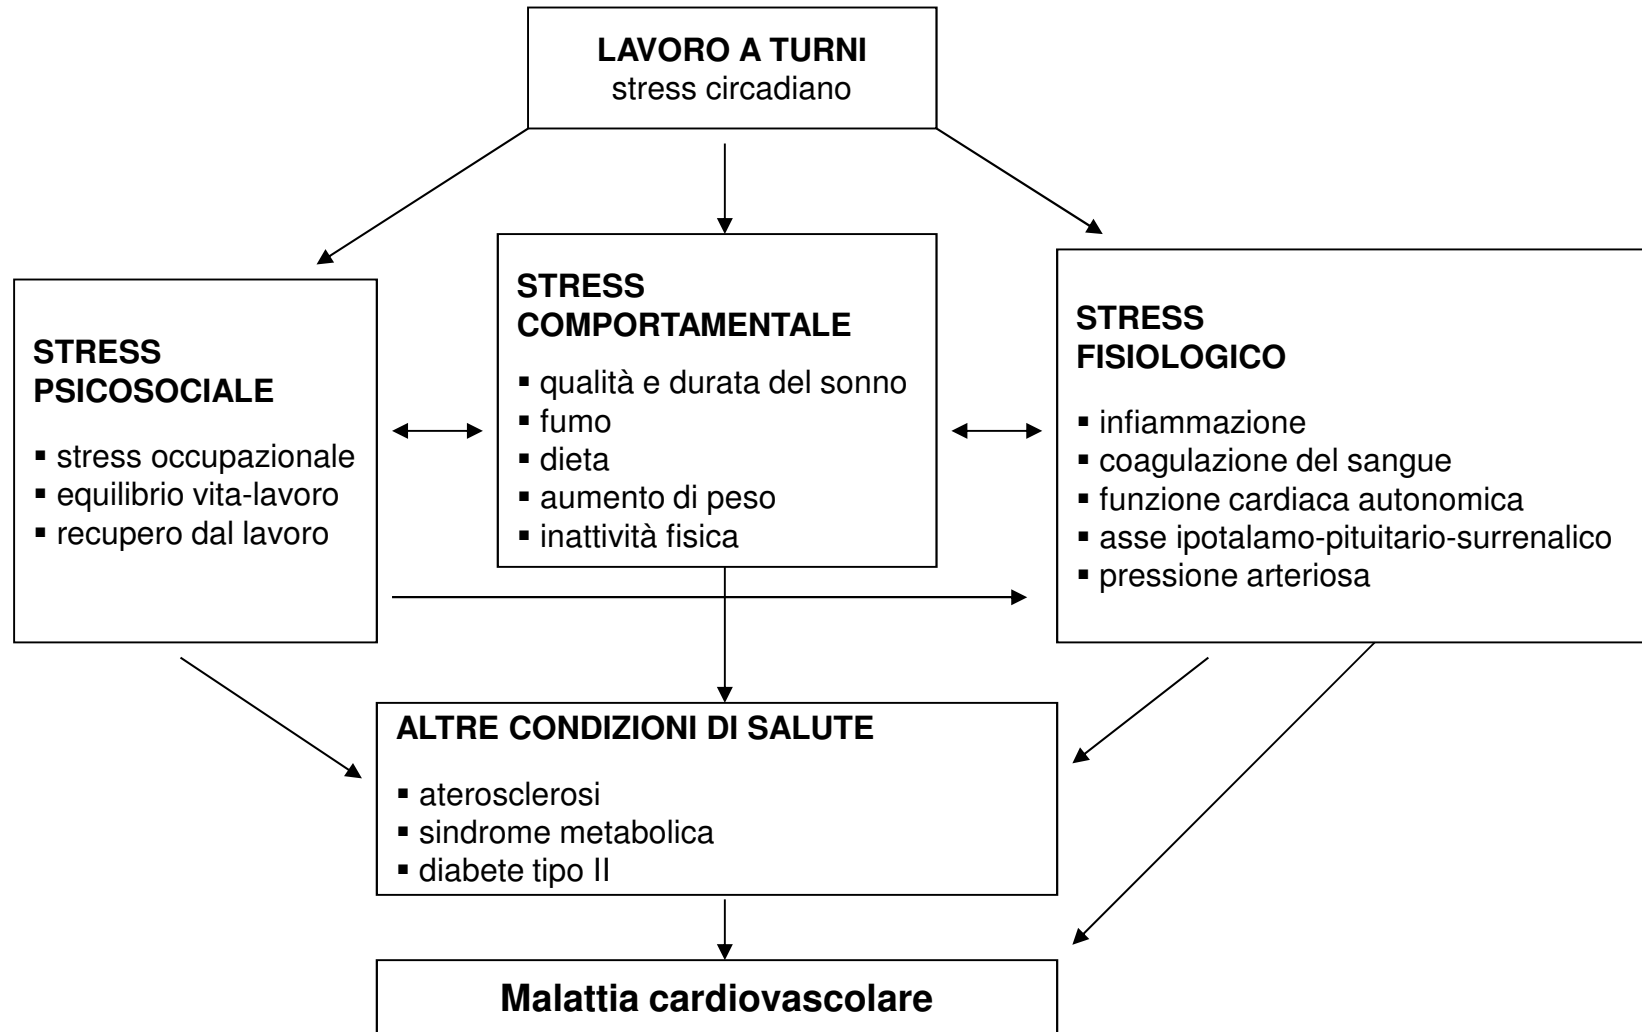 LAVORO A TURNI
stress circadiano
STRESS
PSICOSOCIALE
▪ stress occupazionale
▪ equilibrio vita-lavoro
▪ recupero dal lavoro
STRESS
COMPORTAMENTALE
▪ qualità e durata del sonno
▪ fumo
▪ dieta
▪ aumento di peso
▪ inattività fisica
STRESS
FISIOLOGICO
▪ infiammazione
▪ coagulazione del sangue
▪ funzione cardiaca autonomica
▪ asse ipotalamo-pituitario-surrenalico
▪ pressione arteriosa
ALTRE CONDIZIONI DI SALUTE
▪ aterosclerosi
▪ sindrome metabolica
▪ diabete tipo II
Malattia cardiovascolare